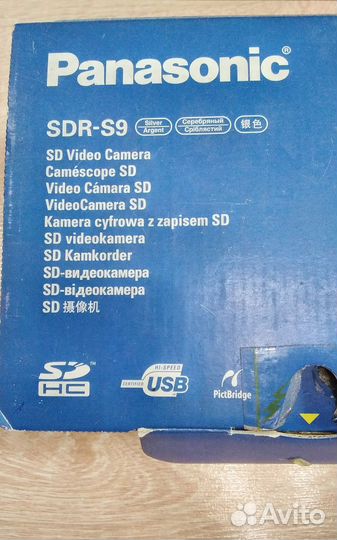 Panasonic®
SDR-S9
Silver
Argent
Серебряный
Сріблястий
银色
SD Video Camera
Caméscope SD
Video Cámara SD
VideoCamera SD
Kamera cyfrowa z zapisem SD
SD videokamera
SD Kamkorder
SD-видеокамера
SD-відеокамера
SD 摄像机
SD™
HC
HI-SPEED
CERTIFIED
USB
PictBridge
Avito